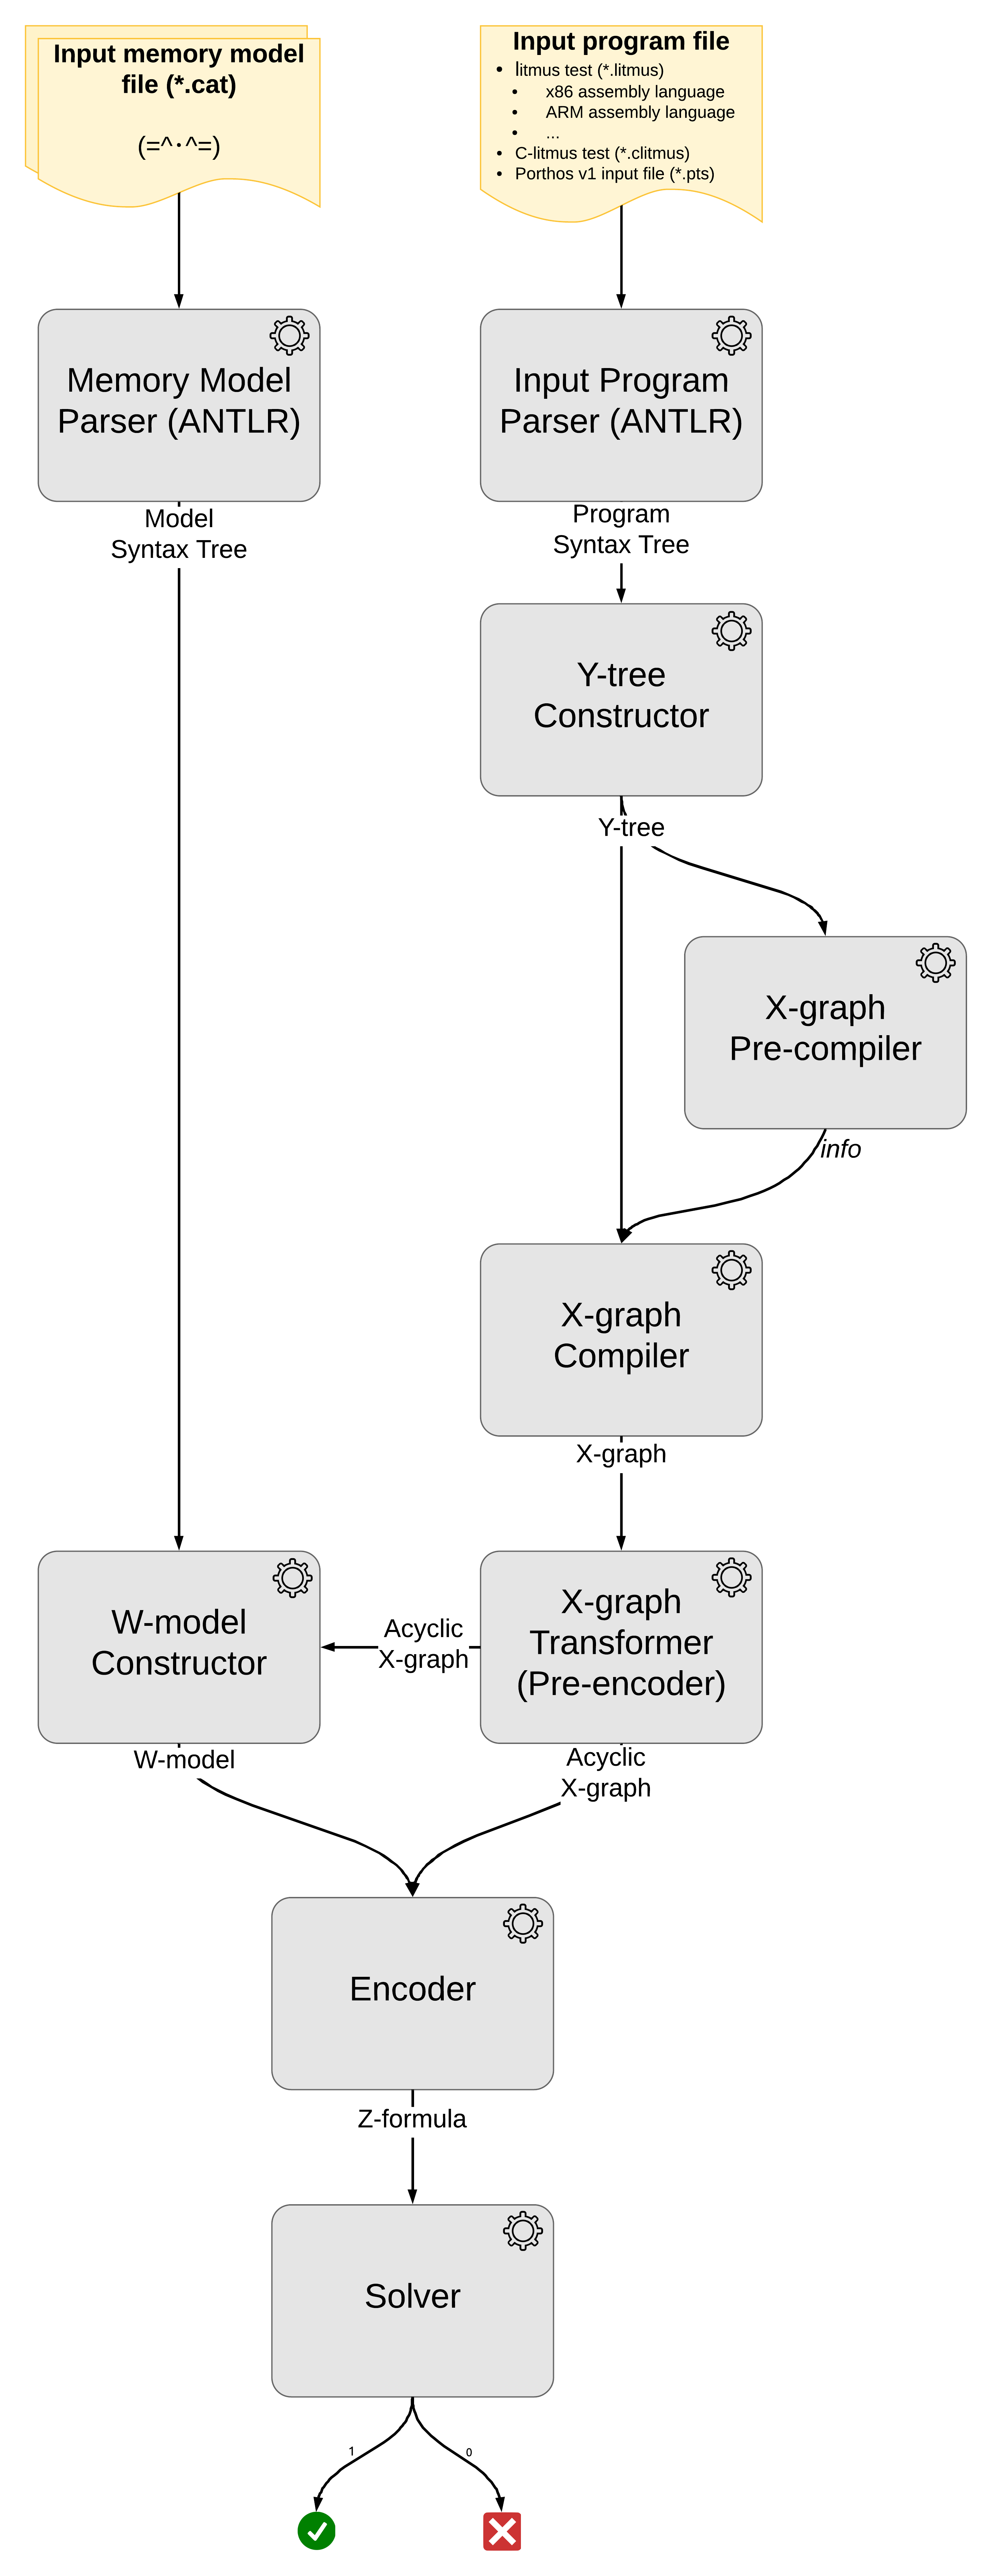 Input memory model
file (*.cat)
(=^·^=)
Input program file
• litmus test (*.litmus)
• x86 assembly language
• ARM assembly language
• ...
• C-litmus test (*.clitmus)
• Porthos v1 input file (*.pts)
Memory Model
Parser (ANTLR)
Input Program
Parser (ANTLR)
Model
Syntax Tree
Program
Syntax Tree
Y-tree
Constructor
Y-tree
X-graph
Pre-compiler
info
X-graph
Compiler
X-graph
W-model
Constructor
Acyclic
X-graph
X-graph
Transformer
(Pre-encoder)
W-model
Acyclic
X-graph
Encoder
Z-formula
Solver
1
0